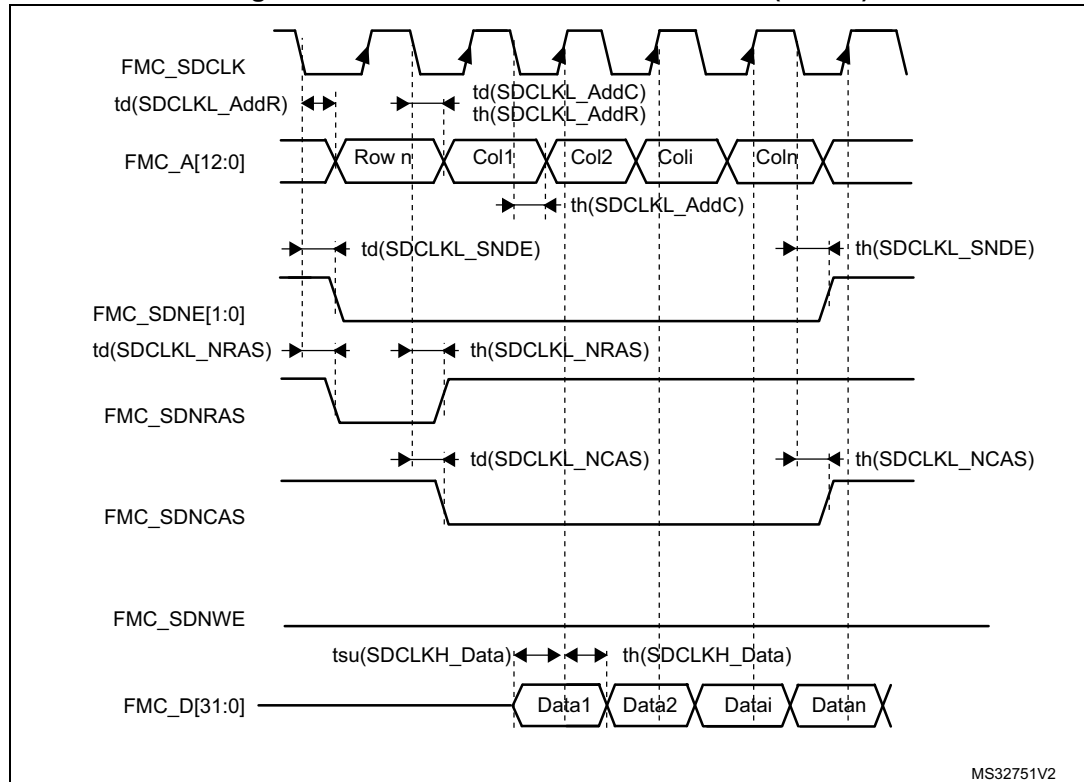 FMC_SDCLK
td(SDCLKL_AddR)
td(SDCLKL_AddC)
th(SDCLKL_AddR)
FMC_A[12:0]
Row n
Col1
Col2
Coli
Coln
th(SDCLKL_AddC)
td(SDCLKL_SNDE)
th(SDCLKL_SNDE)
FMC_SDNE[1:0]
td(SDCLKL_NRAS)
th(SDCLKL_NRAS)
FMC_SDNRAS
td(SDCLKL_NCAS)
th(SDCLKL_NCAS)
FMC_SDNCAS
FMC_SDNWE
tsu(SDCLKH_Data)
th(SDCLKH_Data)
FMC_D[31:0]
Data1
Data2
Datai
Datan
MS32751V2